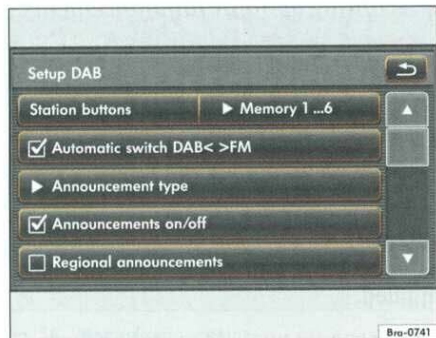 Setup DAB
Station buttons ▶ Memory 1 ...6
Automatic switch DAB< >FM
▶ Announcement type
Announcements on/off
Regional announcements
Bra-0741